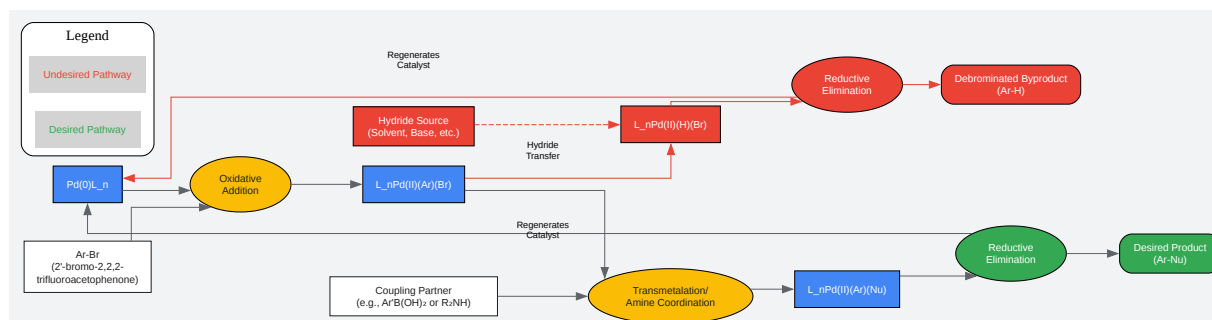 Legend
Undesired Pathway
Desired Pathway
Regenerates
Catalyst
Reductive
Elimination
Debrominated Byproduct
(Ar-H)
Hydride Source
(Solvent, Base, etc.)
L_nPd(II)(H)(Br)
Hydride
Transfer
Pd(0)L_n
Oxidative
Addition
L_nPd(II)(Ar)(Br)
Regenerates
Catalyst
Ar-Br
(2'-bromo-2,2,2-
trifluoroacetophenone)
Reductive
Elimination
Desired Product
(Ar-Nu)
Coupling Partner
(e.g., Ar'B(OH)₂ or R₂NH)
Transmetalation/
Amine Coordination
L_nPd(II)(Ar)(Nu)